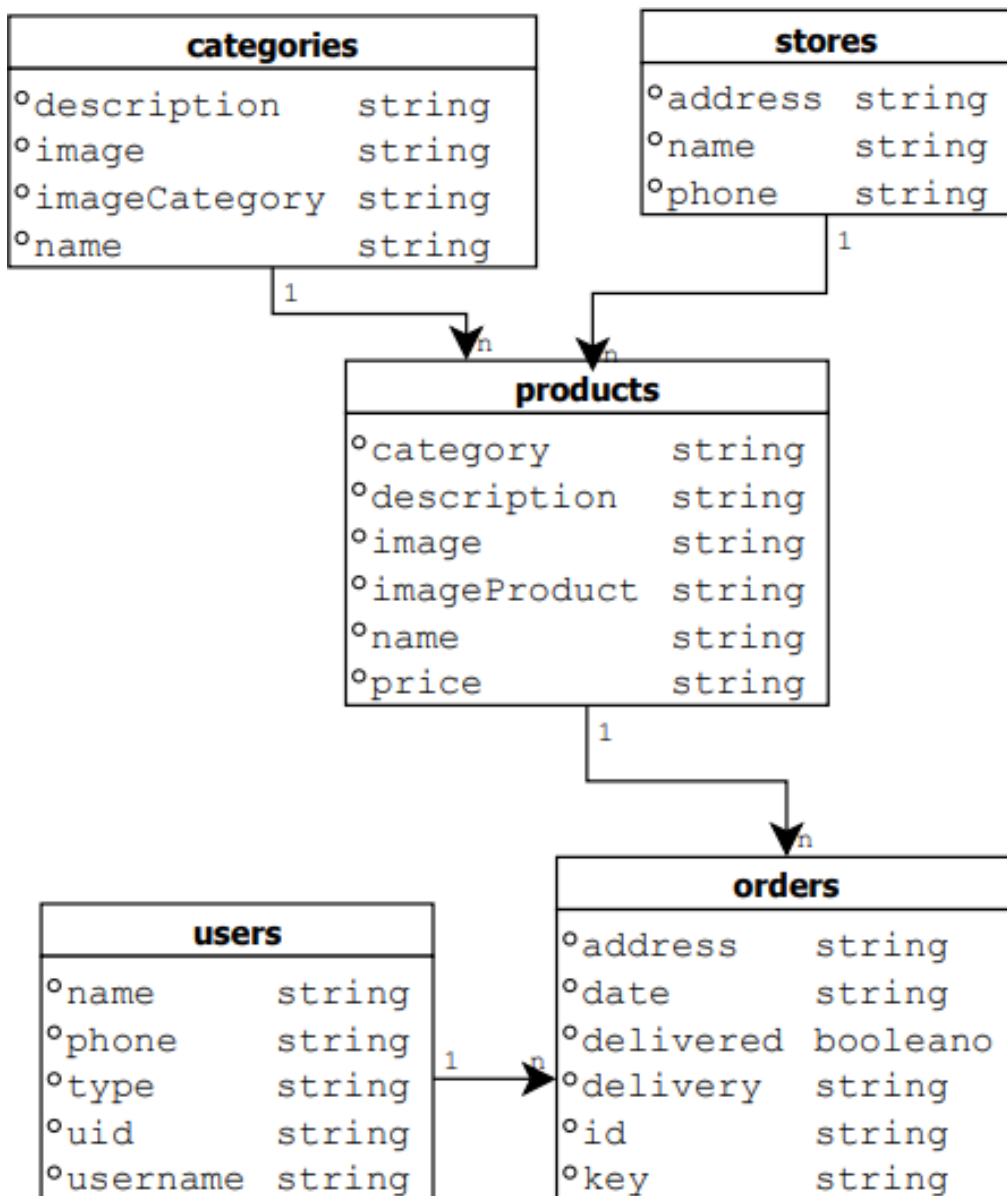 categories
description string
image string
imageCategory string
name string
stores
address string
name string
phone string
1
1
n
n
products
category string
description string
image string
imageProduct string
name string
price string
1
n
users
name string
phone string
type string
uid string
username string
1
n
orders
address string
date string
delivered booleano
delivery string
id string
key string